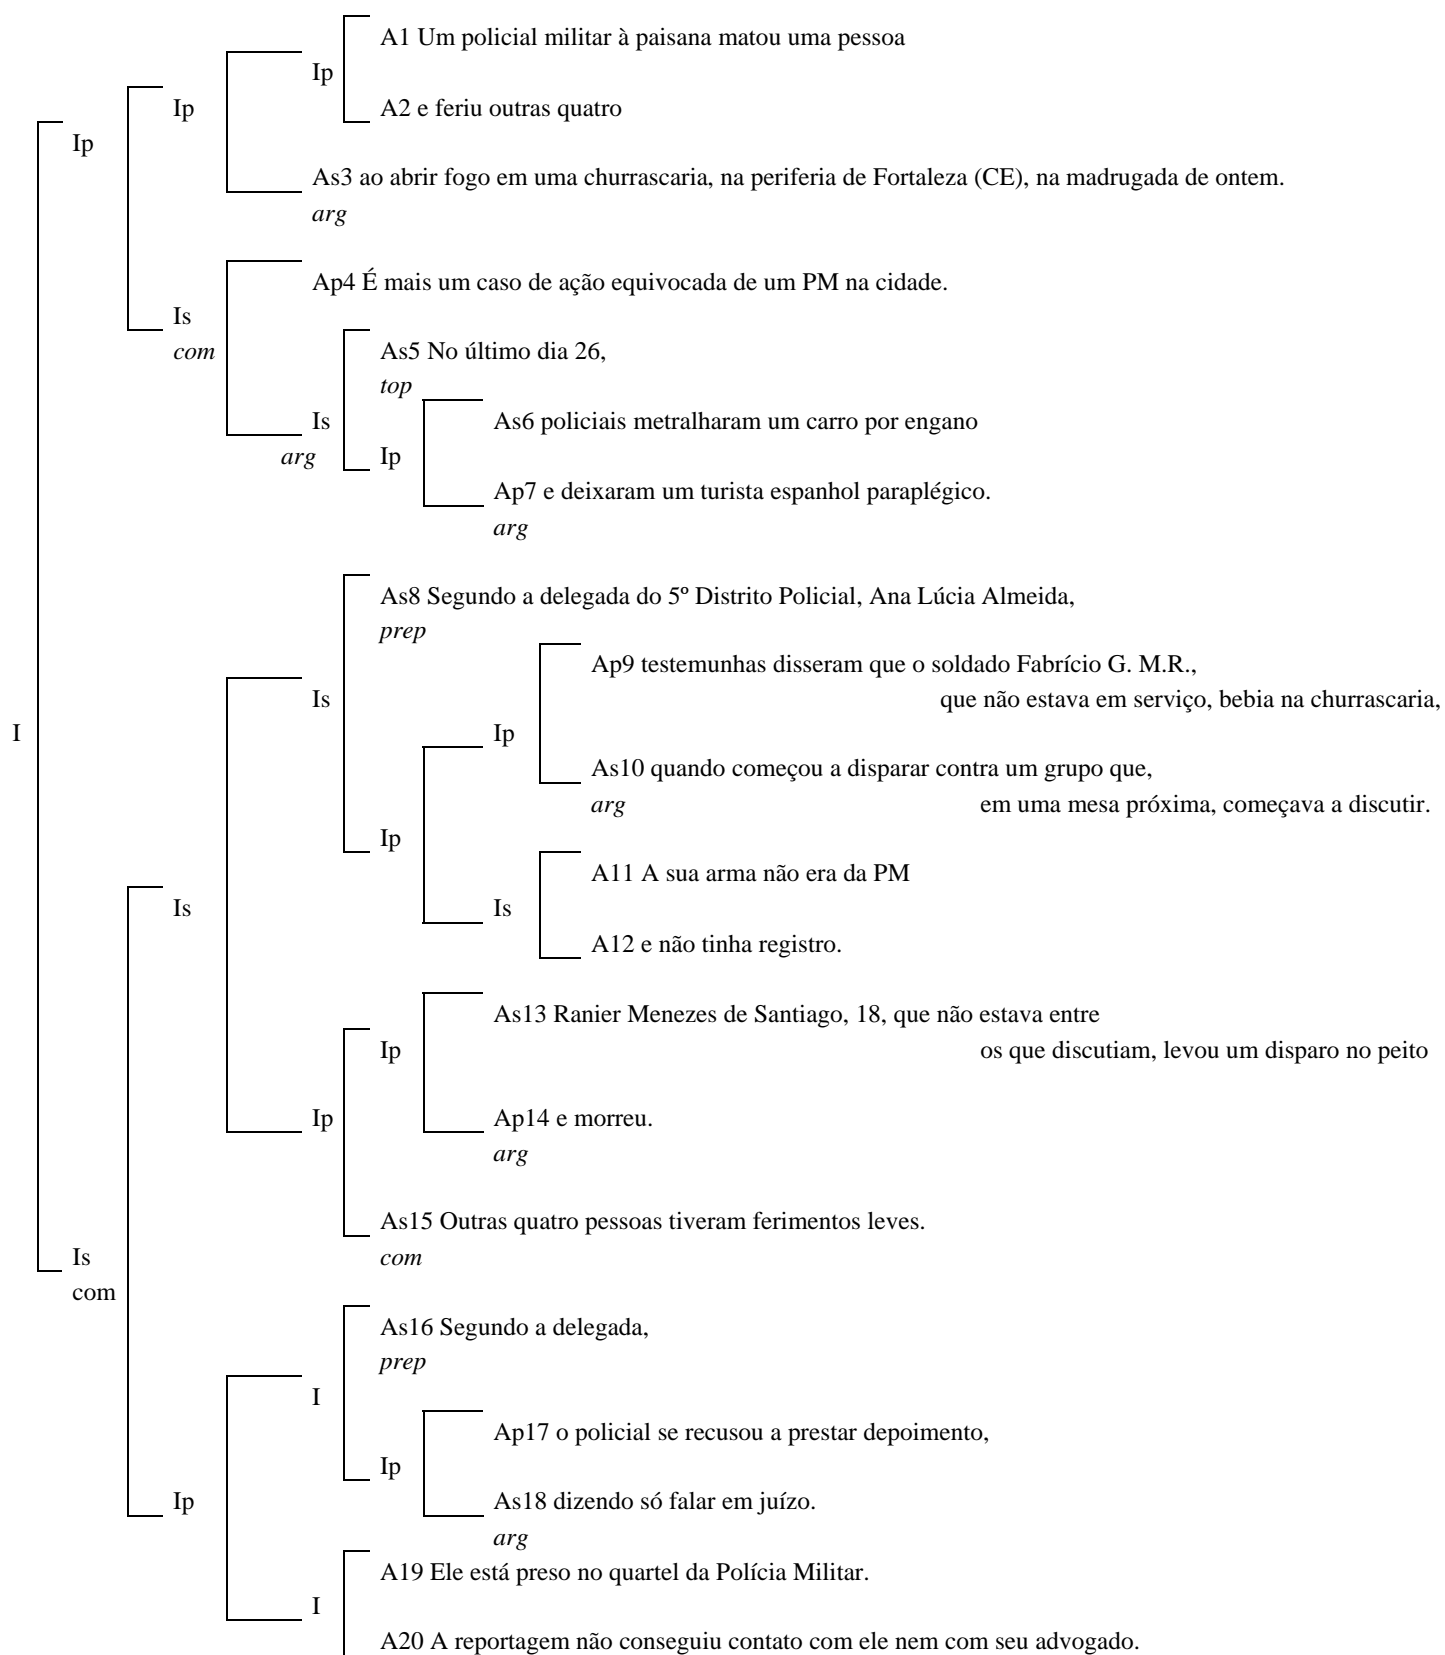 A1 Um policial militar à paisana matou uma pessoa
Ip
Ip
A2 e feriu outras quatro
Ip
As3 ao abrir fogo em uma churrascaria, na periferia de Fortaleza (CE), na madrugada de ontem.
arg
Ap4 É mais um caso de ação equivocada de um PM na cidade.
Is
com
As5 No último dia 26,
top
Is
As6 policiais metralharam um carro por engano
arg
Ip
Ap7 e deixaram um turista espanhol paraplégico.
arg
As8 Segundo a delegada do 5º Distrito Policial, Ana Lúcia Almeida,
prep
Ap9 testemunhas disseram que o soldado Fabrício G. M.R.,
Is
que não estava em serviço, bebia na churrascaria,
I
Ip
As10 quando começou a disparar contra um grupo que,
arg
em uma mesa próxima, começava a discutir.
Ip
A11 A sua arma não era da PM
Is
Is
A12 e não tinha registro.
As13 Ranier Menezes de Santiago, 18, que não estava entre
Ip
os que discutiam, levou um disparo no peito
Ip
Ap14 e morreu.
arg
As15 Outras quatro pessoas tiveram ferimentos leves.
com
Is
com
As16 Segundo a delegada,
prep
I
Ap17 o policial se recusou a prestar depoimento,
Ip
Ip
As18 dizendo só falar em juízo.
arg
A19 Ele está preso no quartel da Polícia Militar.
I
A20 A reportagem não conseguiu contato com ele nem com seu advogado.